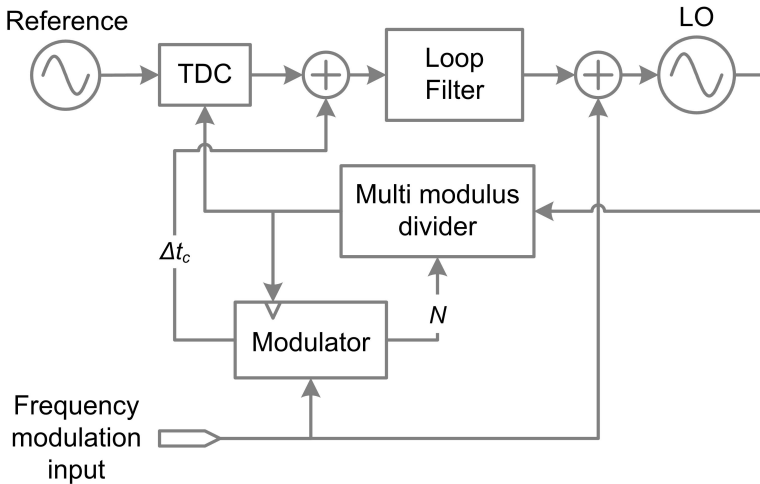 Reference
LO
TDC
+
Loop
Filter
+
Multi modulus
divider
Δtc
N
Modulator
Frequency
modulation
input